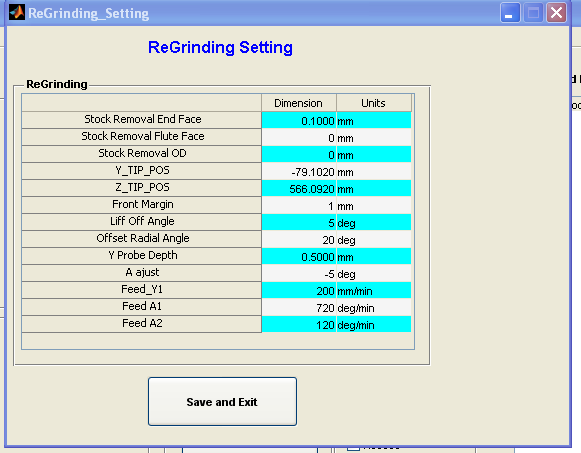 ReGrinding_Setting
ReGrinding Setting
ReGrinding
Dimension Units
Stock Removal End Face 0.1000 mm
Stock Removal Flute Face 0 mm
Stock Removal OD 0 mm
Y_TIP_POS -79.1020 mm
Z_TIP_POS 566.0920 mm
Front Margin 1 mm
Liff Off Angle 5 deg
Offset Radial Angle 20 deg
Y Probe Depth 0.5000 mm
A ajust -5 deg
Feed_Y1 200 mm/min
Feed A1 720 deg/min
Feed A2 120 deg/min
Save and Exit